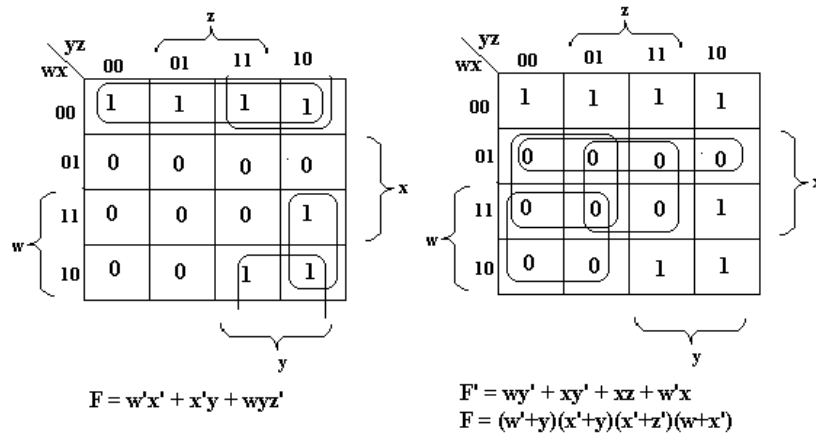 z z
yz 00 01 11 10 yz 00 01 11 10
wx wx
00 1 1 1 1 00 1 1 1 1
01 0 0 0 0 x 01 0 0 0 0 x
w 11 0 0 0 1 w 11 0 0 0 1
10 0 0 1 1 10 0 0 1 1
y y
F = w'x' + x'y + wyz' F' = wy' + xy' + xz + w'x
F = (w'+y)(x'+y)(x'+z')(w+x')